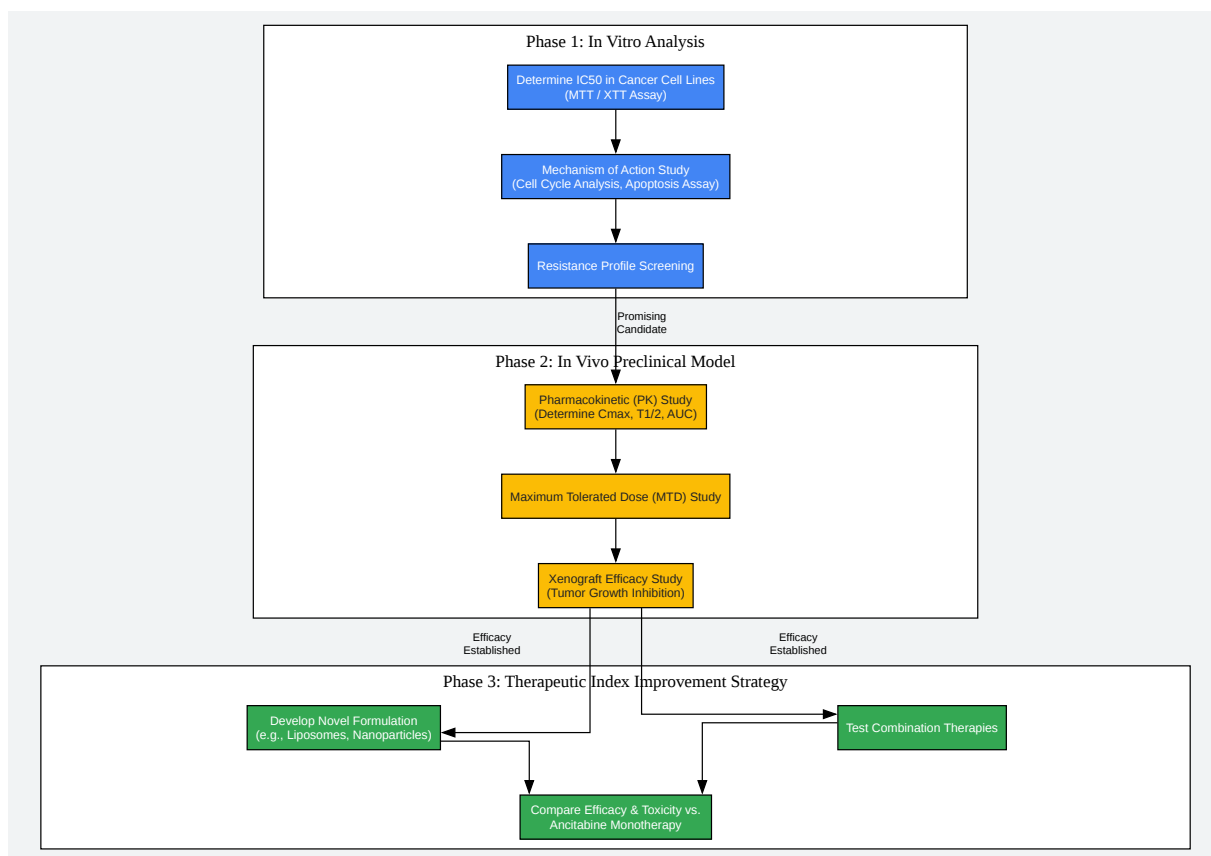 Phase 1: In Vitro Analysis
Determine IC50 in Cancer Cell Lines
(MTT / XTT Assay)
Mechanism of Action Study
(Cell Cycle Analysis, Apoptosis Assay)
Resistance Profile Screening
Promising
Candidate
Phase 2: In Vivo Preclinical Model
Pharmacokinetic (PK) Study
(Determine Cmax, T1/2, AUC)
Maximum Tolerated Dose (MTD) Study
Xenograft Efficacy Study
(Tumor Growth Inhibition)
Efficacy
Established
Efficacy
Established
Phase 3: Therapeutic Index Improvement Strategy
Develop Novel Formulation
(e.g., Liposomes, Nanoparticles)
Test Combination Therapies
Compare Efficacy & Toxicity vs.
Ancitabine Monotherapy